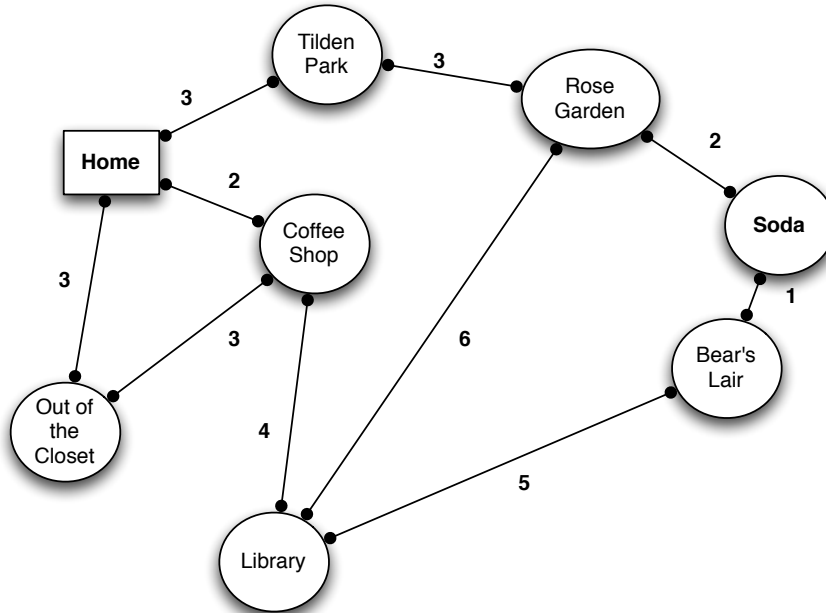 Tilden
Park
3
3
Rose
Garden
2
Home
2
Coffee
Shop
Soda
3
1
3
6
Bear's
Lair
Out of
the
Closet
4
5
Library